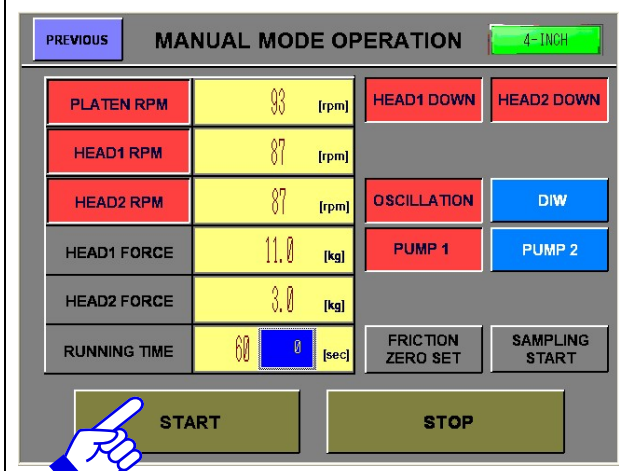 PREVIOUS MANUAL MODE OPERATION 4-INCH
PLATEN RPM 93 [rpm] HEAD1 DOWN HEAD2 DOWN
HEAD1 RPM 87 [rpm]
HEAD2 RPM 87 [rpm] OSCILLATION DIW
HEAD1 FORCE 11.0 [kg] PUMP 1 PUMP 2
HEAD2 FORCE 3.0 [kg]
RUNNING TIME 60 0 [sec] FRICTION SAMPLING
ZERO SET START
START STOP